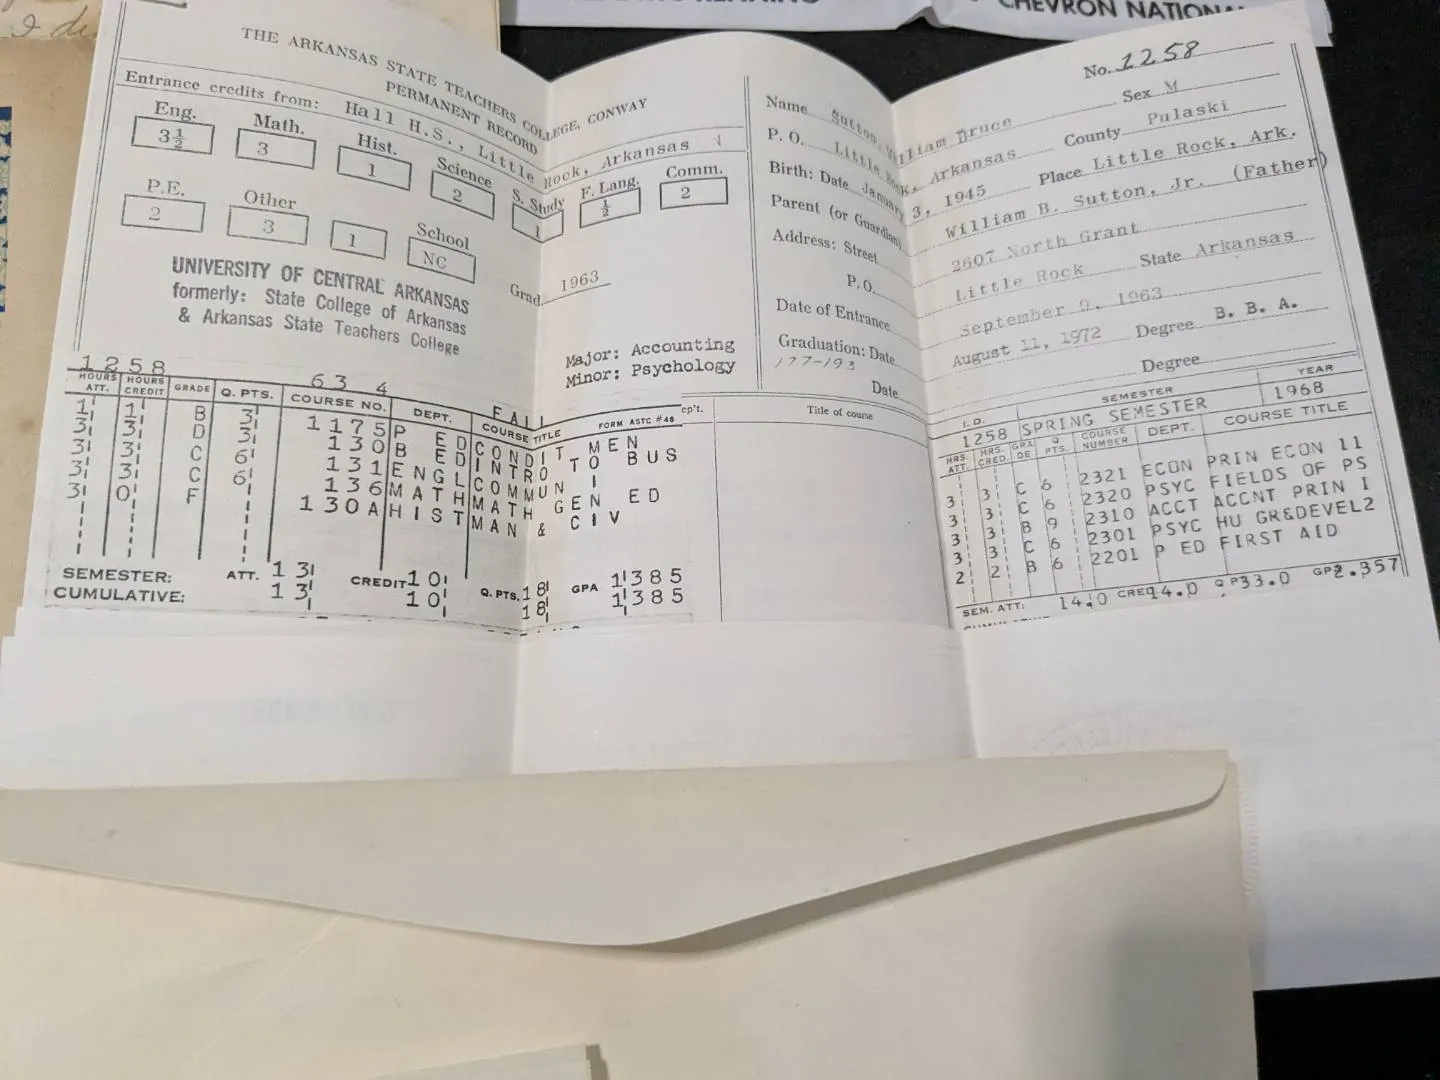 I de
CHEVRON NATIONAL
THE ARKANSAS STATE TEACHERS COLLEGE, CONWAY
PERMANENT RECORD
Entrance credits from: Hall H.S., Little Rock, Arkansas
Eng. Math. Hist. Science S. Study F. Lang. Comm.
3½ 3 1 2 1 ½ 2
P.E. Other School
2 3 1 NC
Grad. 1963
UNIVERSITY OF CENTRAL ARKANSAS
formerly: State College of Arkansas
& Arkansas State Teachers College
Major: Accounting
Minor: Psychology
1258 63 4 FALL
HOURS ATT. HOURS CREDIT GRADE Q. PTS. COURSE NO. DEPT. COURSE TITLE FORM ASTC #46
1 1 B 3 1175 P ED CONDIT MEN
3 3 D 3 130 B ED INTRO TO BUS
3 3 C 6 131 ENGL COMMUN I
3 3 C 6 136 MATH MATH GEN ED
3 0 F 130A HIST MAN & CIV
SEMESTER: ATT. 13 CREDIT 10 Q. PTS. 18 GPA 1385
CUMULATIVE: 13 10 18 1385
No. 1258
Name Sutton, William Bruce Sex M
P. O. Little Rock, Arkansas County Pulaski
Birth: Date January 3, 1945 Place Little Rock, Ark.
Parent (or Guardian) William B. Sutton, Jr. (Father)
Address: Street 2607 North Grant
P.O. Little Rock State Arkansas
Date of Entrance September 9, 1963
Graduation: Date August 11, 1972 Degree B. B. A.
177-193
Date Degree
ep't. Title of course
I.D. SEMESTER YEAR
1258 SPRING SEMESTER 1968
HRS. ATT. HRS. CRED. GRADE Q PTS. COURSE NUMBER DEPT. COURSE TITLE
3 3 C 6 2321 ECON PRIN ECON 11
3 3 C 6 2320 PSYC FIELDS OF PS
3 3 B 9 2310 ACCT ACCNT PRIN I
3 3 C 6 2301 PSYC HU GR&DEVEL2
2 2 B 6 2201 P ED FIRST AID
SEM. ATT: 14.0 CRED 14.0 QP 33.0 GPA 2.357